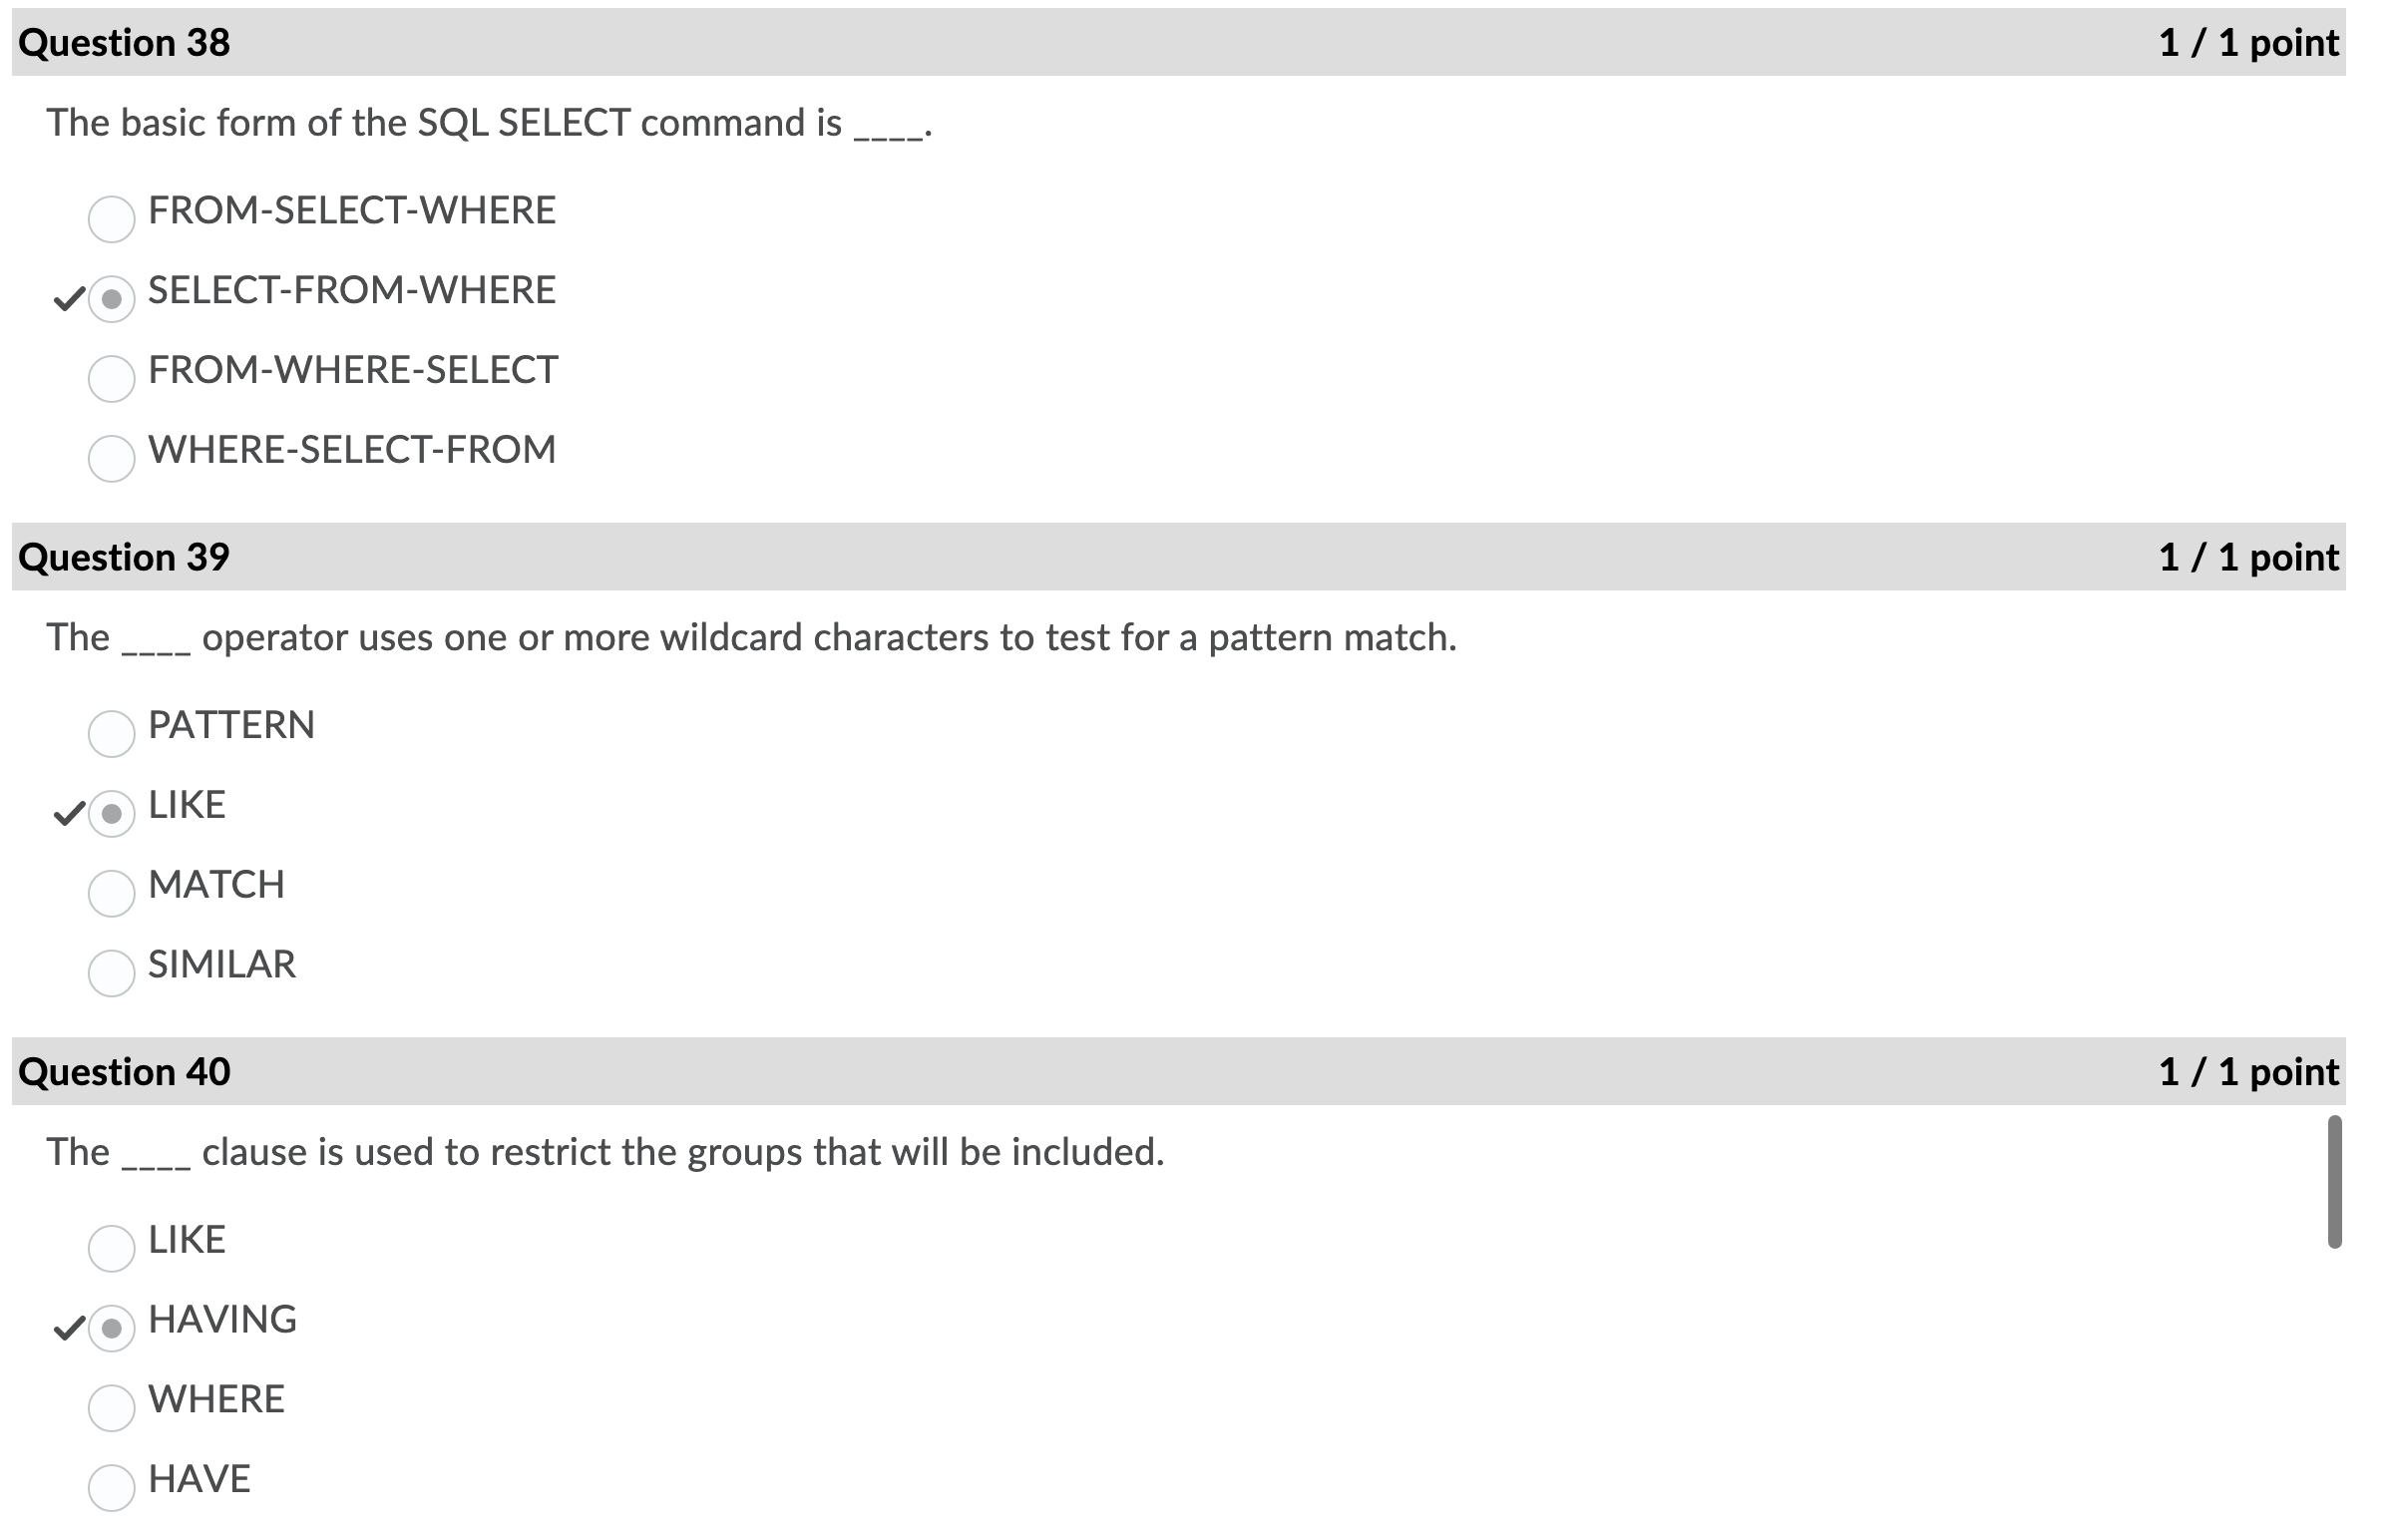 Question 38 1 / 1 point
The basic form of the SQL SELECT command is ____.
FROM-SELECT-WHERE
SELECT-FROM-WHERE
FROM-WHERE-SELECT
WHERE-SELECT-FROM
Question 39 1 / 1 point
The ____ operator uses one or more wildcard characters to test for a pattern match.
PATTERN
LIKE
MATCH
SIMILAR
Question 40 1 / 1 point
The ____ clause is used to restrict the groups that will be included.
LIKE
HAVING
WHERE
HAVE